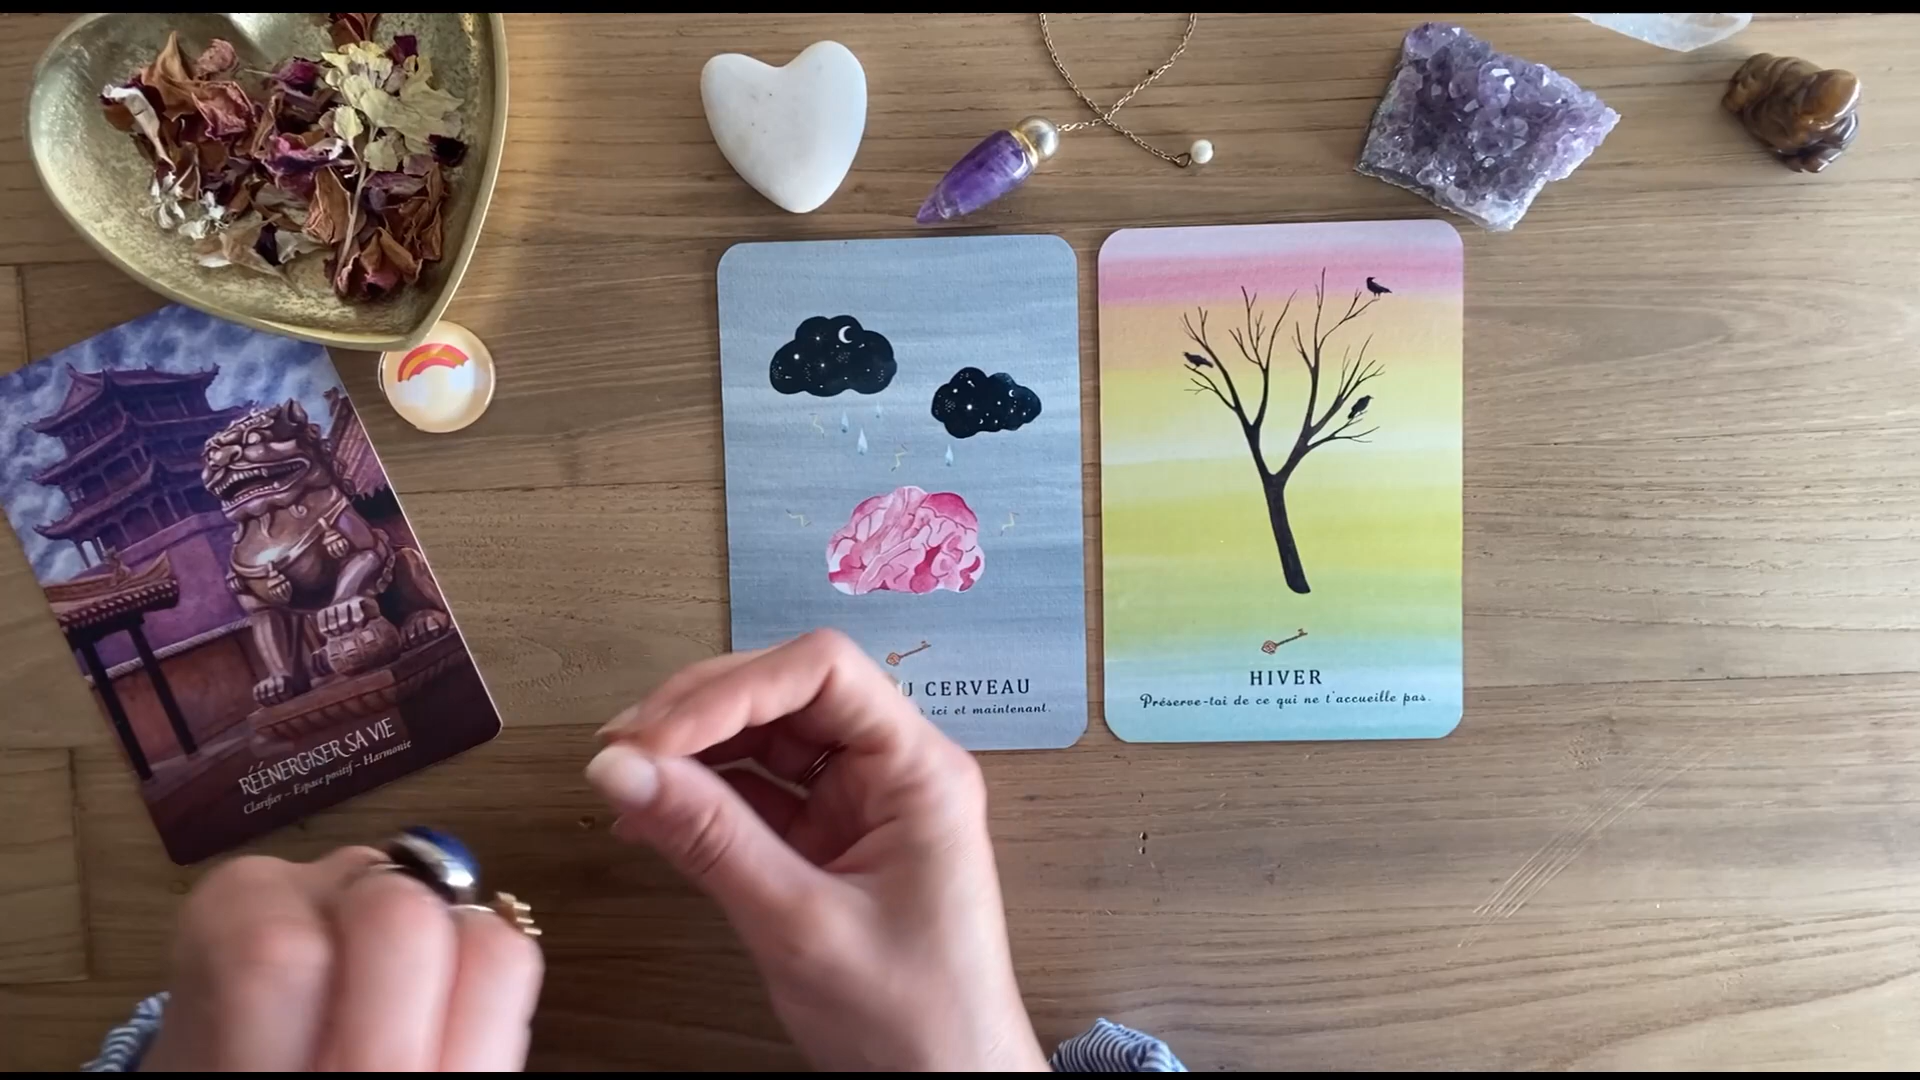 RÉÉNERGISER SA VIE
Clarifier – Espace positif – Harmonie
U CERVEAU
ici et maintenant.
HIVER
Préserve-toi de ce qui ne t'accueille pas.